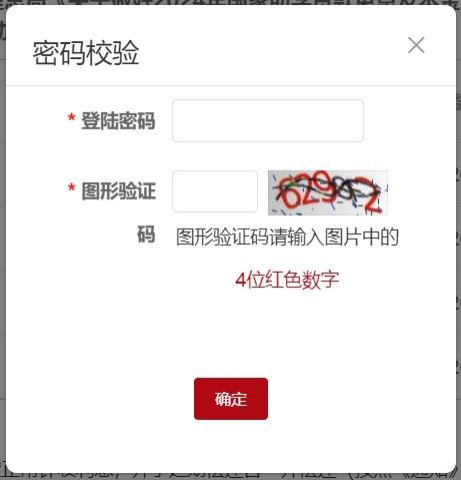 密码校验
* 登陆密码
* 图形验证
码
图形验证码请输入图片中的
4位红色数字
确定